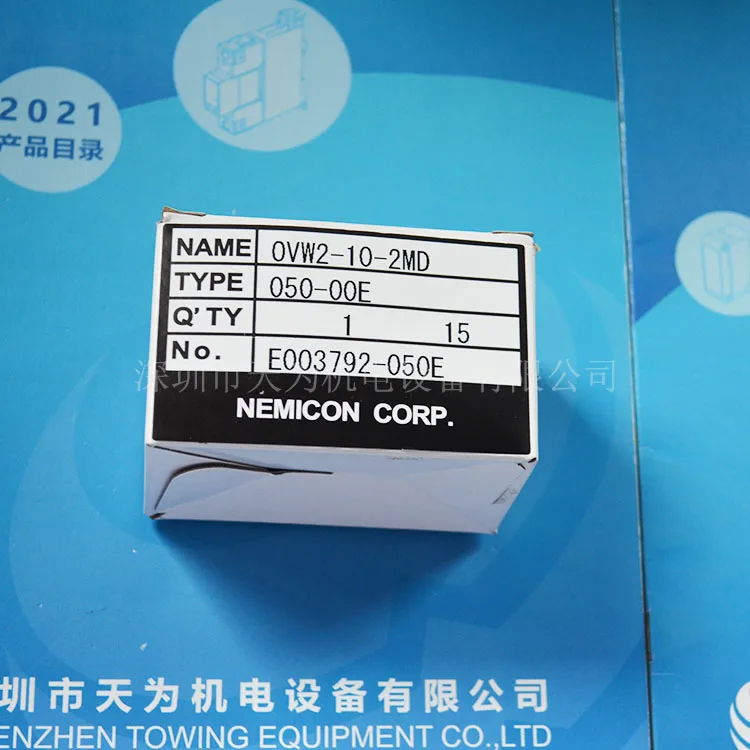 2021
产品目录
NAME OVW2-10-2MD
TYPE 050-00E
Q'TY 1 15
No. E003792-050E
深圳市天为机电设备有限公司
NEMICON CORP.
圳市天为机电设备有限公司
ENZHEN TOWING EQUIPMENT CO.,LTD